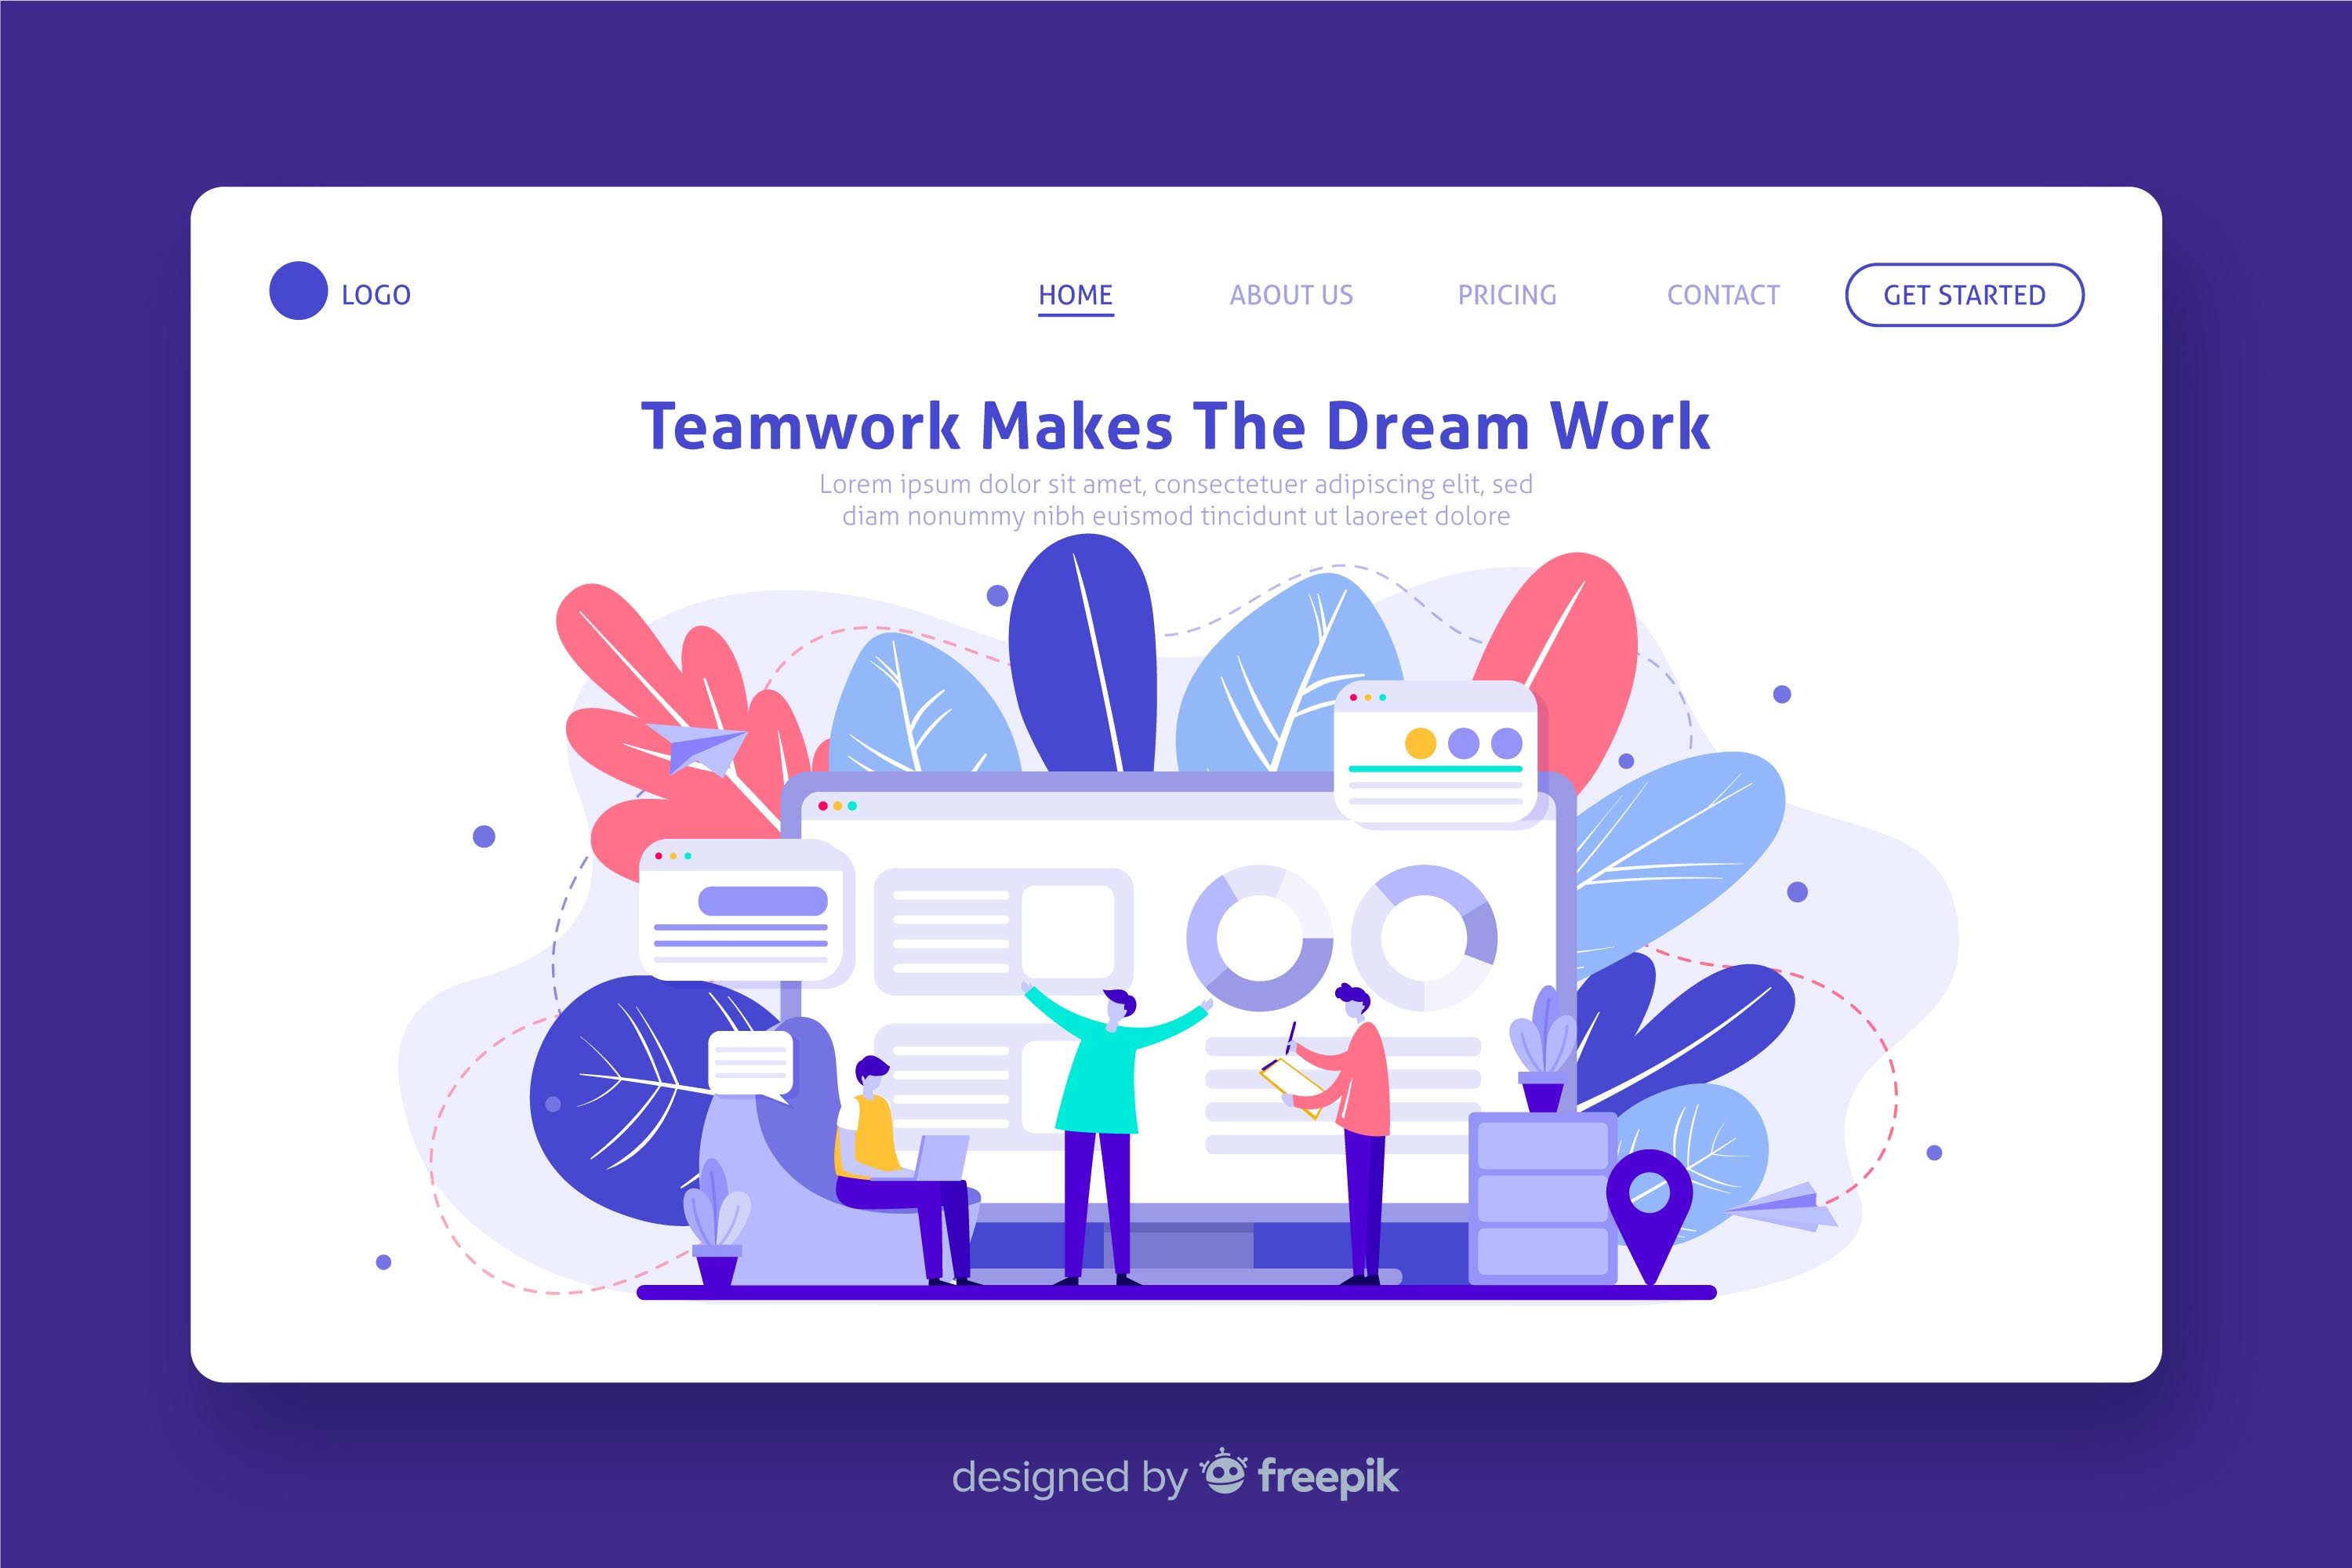 LOGO
HOME ABOUT US PRICING CONTACT GET STARTED
Teamwork Makes The Dream Work
Lorem ipsum dolor sit amet, consectetuer adipiscing elit, sed
diam nonummy nibh euismod tincidunt ut laoreet dolore
designed by freepik